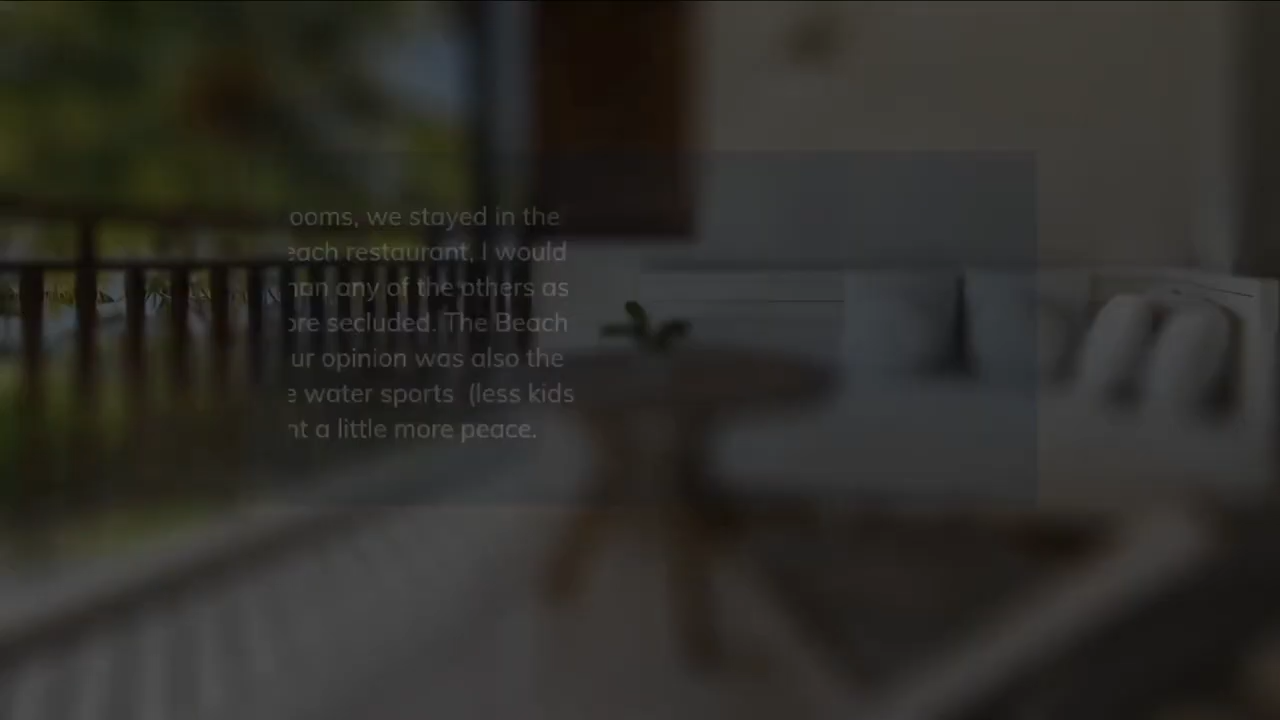 ooms, we stayed in the
each restaurant, I would
han any of the others as
ore secluded. The Beach
ur opinion was also the
e water sports (less kids
nt a little more peace.